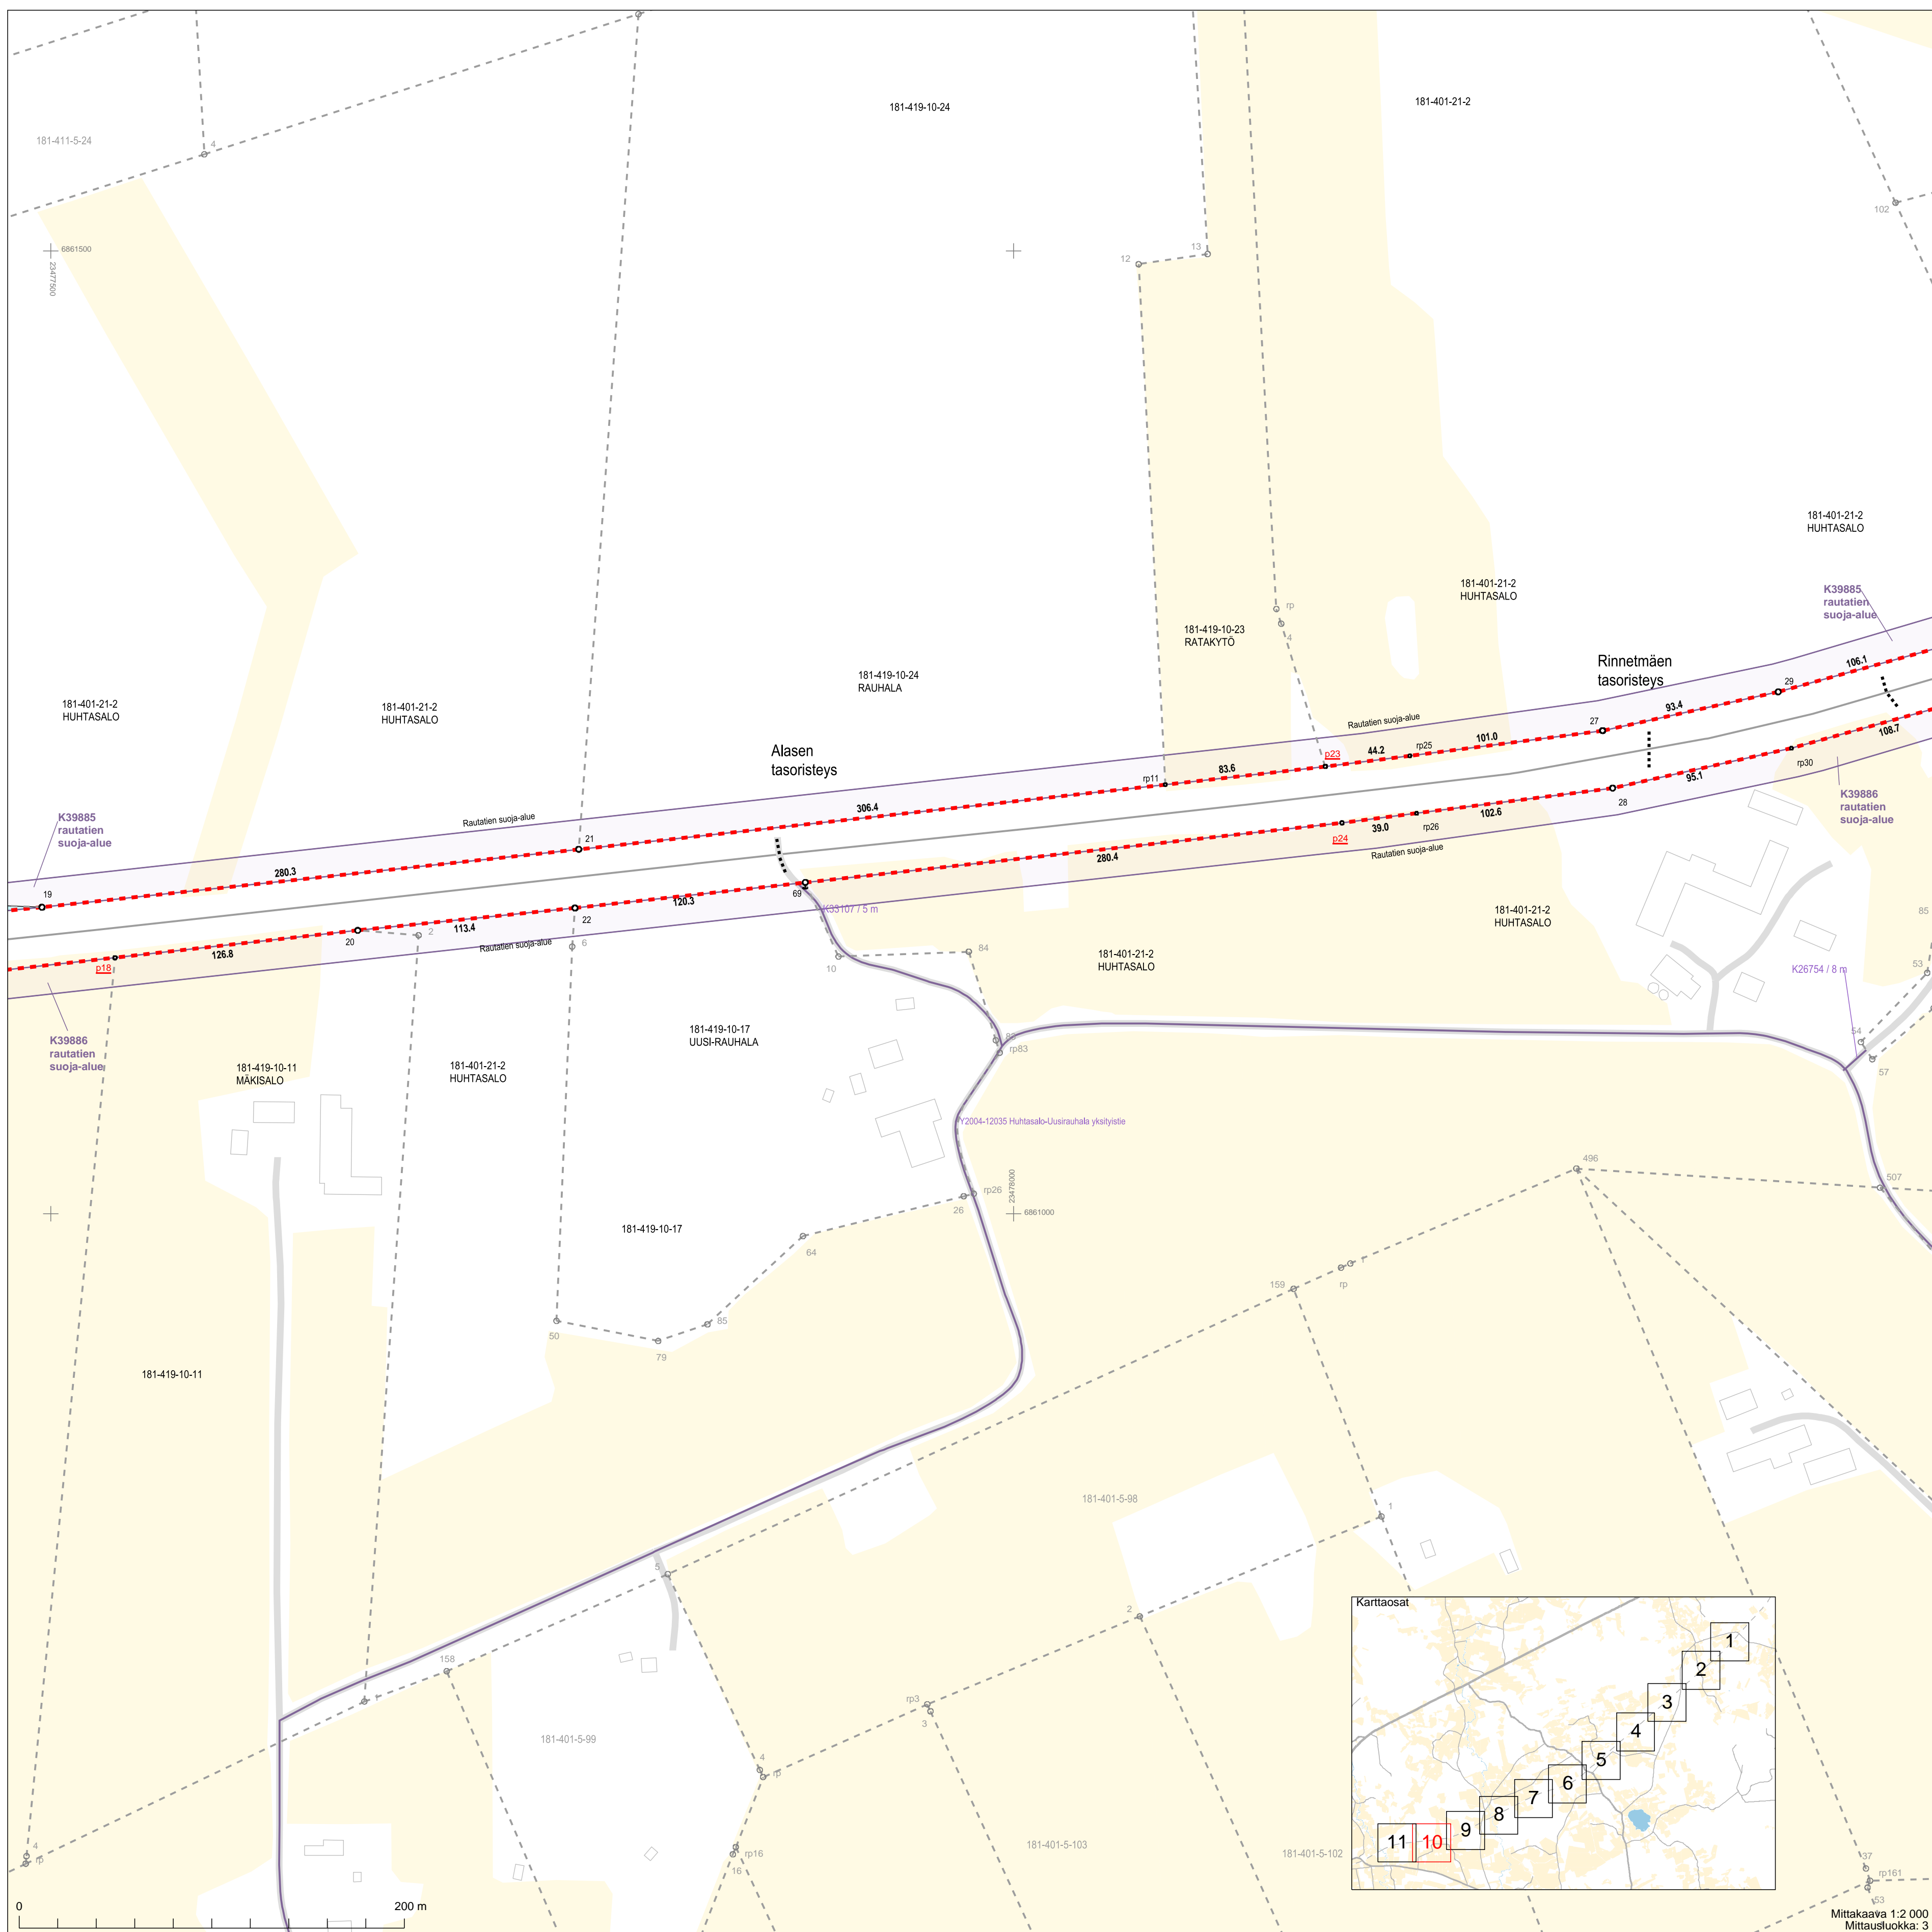 181-419-10-24
181-401-21-2
181-411-5-24
4
102
6861500
23477500
12
13
181-401-21-2
HUHTASALO
K39885
rautatien
suoja-alue
181-401-21-2
HUHTASALO
rp
4
181-419-10-23
RATAKYTÖ
Rinnetmäen
tasoristeys
106.1
29
181-419-10-24
RAUHALA
181-401-21-2
HUHTASALO
181-401-21-2
HUHTASALO
93.4
27
Rautatien suoja-alue
101.0
rp25
44.2
p23
108.7
Alasen
tasoristeys
rp11
83.6
rp30
95.1
K39886
rautatien
suoja-alue
306.4
28
102.6
rp26
39.0
p24
Rautatien suoja-alue
K39885
rautatien
suoja-alue
Rautatien suoja-alue
21
280.4
280.3
19
69
120.3
K33107 / 5 m
22
181-401-21-2
HUHTASALO
85
2
113.4
20
6
Rautatien suoja-alue
126.8
p18
10
84
181-401-21-2
HUHTASALO
53
K26754 / 8 m
K39886
rautatien
suoja-alue
181-419-10-17
UUSI-RAUHALA
54
rp83
57
181-419-10-11
MÄKISALO
181-401-21-2
HUHTASALO
Y2004-12035 Huhtasalo-Uusirauhala yksityistie
496
507
rp26
26
23478000
6861000
181-419-10-17
64
159
rp
r
85
50
79
181-419-10-11
181-401-5-98
1
5
2
158
1
rp3
3
181-401-5-99
4
rp
4
rp
rp16
16
181-401-5-103
181-401-5-102
Karttaosat
1
2
3
4
5
6
7
8
9
10
11
37
rp161
53
0
200 m
Mittakaava 1:2 000
Mittausluokka: 3